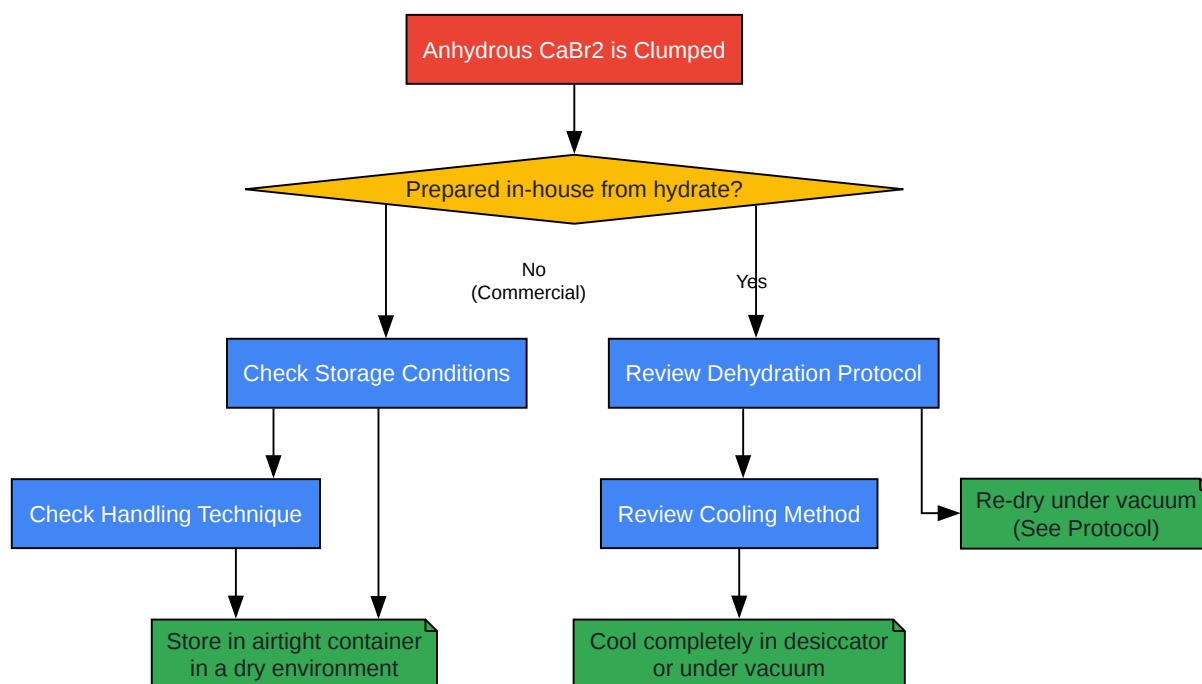 Anhydrous CaBr2 is Clumped
Prepared in-house from hydrate?
No
(Commercial)
Yes
Check Storage Conditions
Review Dehydration Protocol
Check Handling Technique
Review Cooling Method
Re-dry under vacuum
(See Protocol)
Store in airtight container
in a dry environment
Cool completely in desiccator
or under vacuum